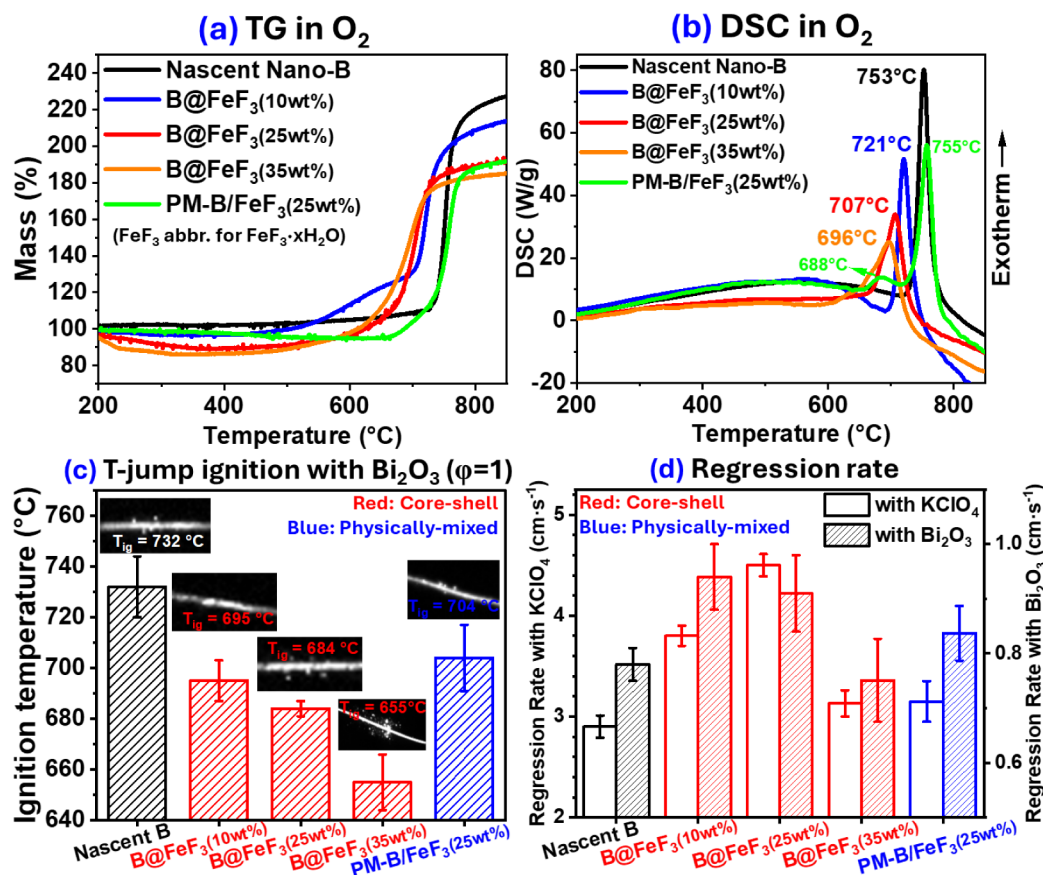 (a) TG in O₂
Mass (%)
240
220
200
180
160
140
120
100
80
Nascent Nano-B
B@FeF₃(10wt%)
B@FeF₃(25wt%)
B@FeF₃(35wt%)
PM-B/FeF₃(25wt%)
(FeF₃ abbr. for FeF₃·xH₂O)
200
400
600
800
Temperature (°C)
(b) DSC in O₂
DSC (W/g)
80
60
40
20
0
-20
Nascent Nano-B
B@FeF₃(10wt%)
B@FeF₃(25wt%)
B@FeF₃(35wt%)
PM-B/FeF₃(25wt%)
753°C
721°C
755°C
707°C
696°C
688°C
Exotherm →
200
400
600
800
Temperature (°C)
(c) T-jump ignition with Bi₂O₃ (φ=1)
Ignition temperature (°C)
760
740
720
700
680
660
640
Red: Core-shell
Blue: Physically-mixed
Tig = 732 °C
Tig = 695 °C
Tig = 684 °C
Tig = 655°C
Tig = 704 °C
Nascent B
B@FeF₃(10wt%)
B@FeF₃(25wt%)
B@FeF₃(35wt%)
PM-B/FeF₃(25wt%)
(d) Regression rate
Regression Rate with KClO₄ (cm·s⁻¹)
5
4
3
2
Red: Core-shell
Blue: Physically-mixed
with KClO₄
with Bi₂O₃
1.0
0.8
0.6
Regression Rate with Bi₂O₃ (cm·s⁻¹)
Nascent B
B@FeF₃(10wt%)
B@FeF₃(25wt%)
B@FeF₃(35wt%)
PM-B/FeF₃(25wt%)